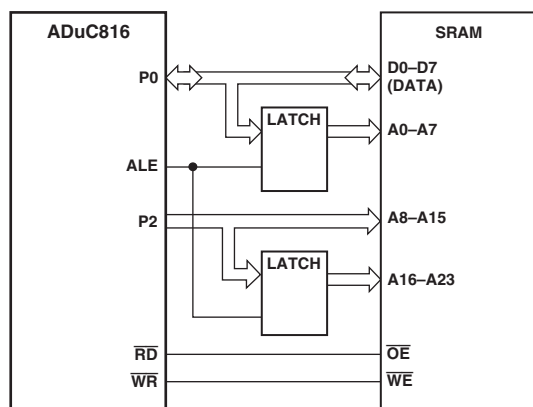 ADuC816
SRAM
P0
D0–D7
(DATA)
LATCH
A0–A7
ALE
P2
A8–A15
LATCH
A16–A23
RD
OE
WR
WE